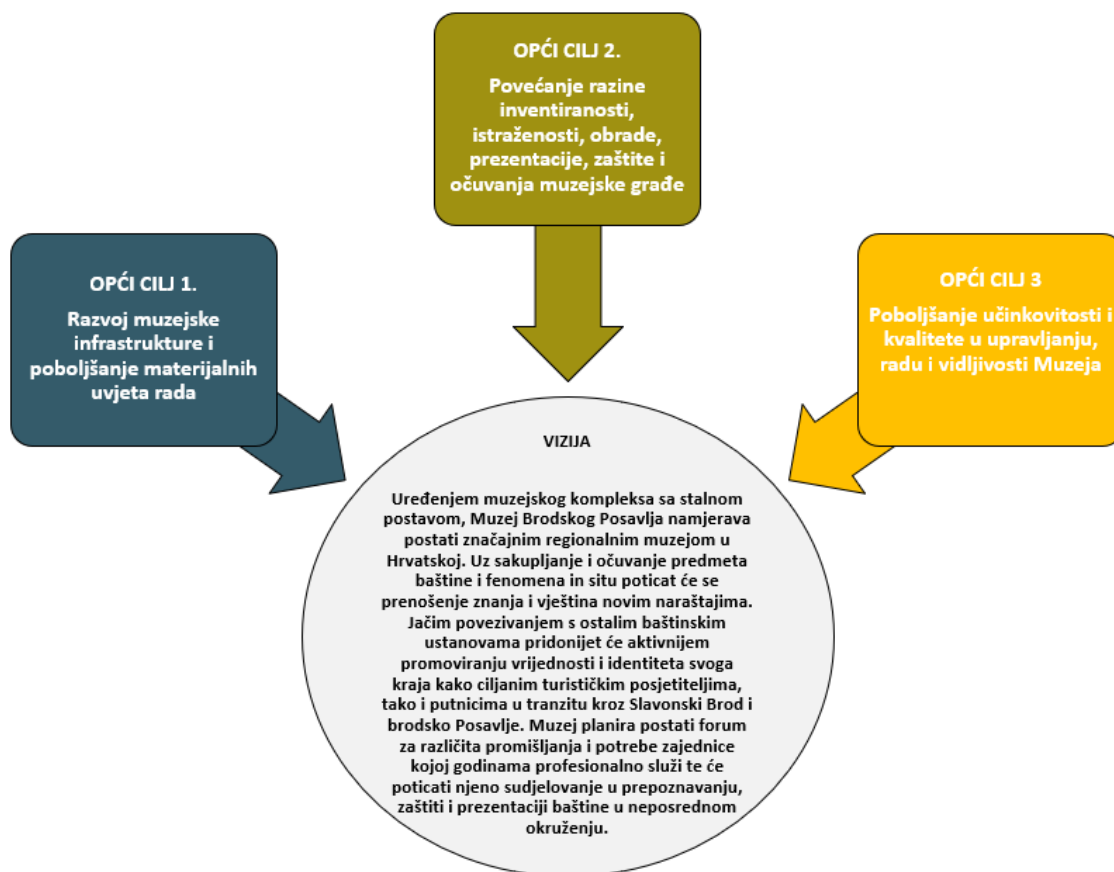 OPĆI CILJ 2.
Povećanje razine
inventiranosti,
istraženosti, obrade,
prezentacije, zaštite i
očuvanja muzejske građe
OPĆI CILJ 1.
Razvoj muzejske
infrastrukture i
poboljšanje materijalnih
uvjeta rada
OPĆI CILJ 3
Poboljšanje učinkovitosti i
kvalitete u upravljanju,
radu i vidljivosti Muzeja
VIZIJA
Uređenjem muzejskog kompleksa sa stalnom
postavom, Muzej Brodskog Posavlja namjerava
postati značajnim regionalnim muzejom u
Hrvatskoj. Uz sakupljanje i očuvanje predmeta
baštine i fenomena in situ poticat će se
prenošenje znanja i vještina novim naraštajima.
Jačim povezivanjem s ostalim baštinskim
ustanovama pridonijet će aktivnijem
promoviranju vrijednosti i identiteta svoga
kraja kako ciljanim turističkim posjetiteljima,
tako i putnicima u tranzitu kroz Slavonski Brod i
brodsko Posavlje. Muzej planira postati forum
za različita promišljanja i potrebe zajednice
kojoj godinama profesionalno služi te će
poticati njeno sudjelovanje u prepoznavanju,
zaštiti i prezentaciji baštine u neposrednom
okruženju.